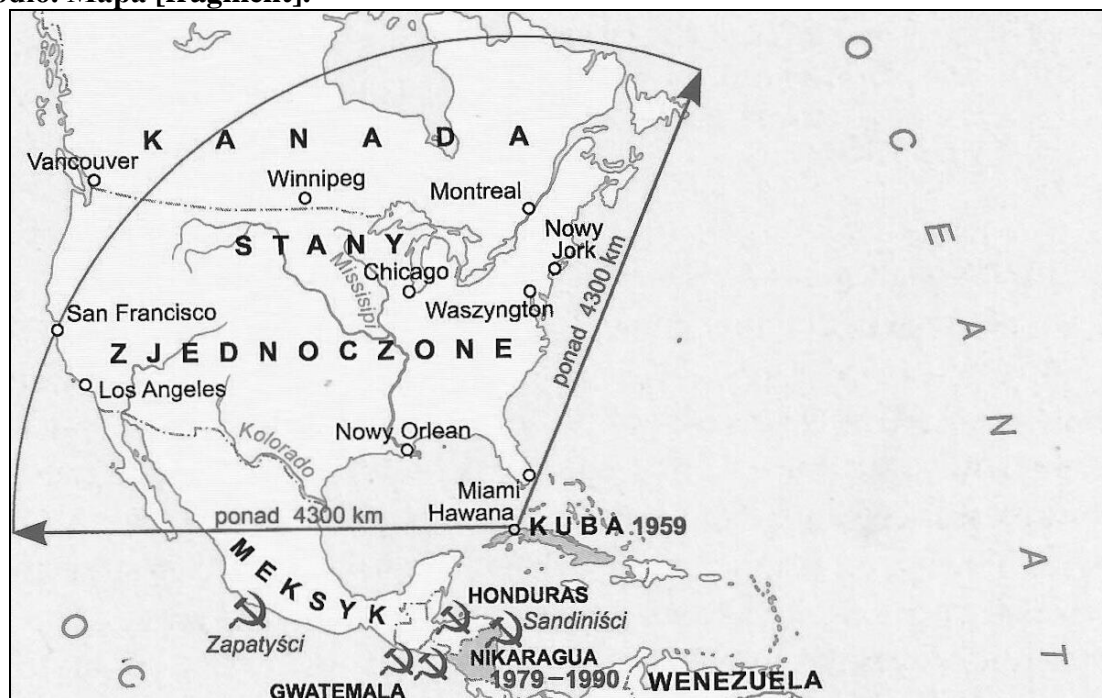 Mapa [fragment].
K A N A D A
Vancouver
Winnipeg
Montreal
Nowy
Jork
S T A N Y
Missisipi
Chicago
Waszyngton
ponad 4300 km
San Francisco
Z J E D N O C Z O N E
Los Angeles
Nowy Orlean
Kolorado
Miami
ponad 4300 km
Hawana
K U B A 1959
M E K S Y K
HONDURAS
Sandiniści
Zapatyści
NIKARAGUA
1979–1990
WENEZUELA
GWATEMALA
O C E A N A T
O C